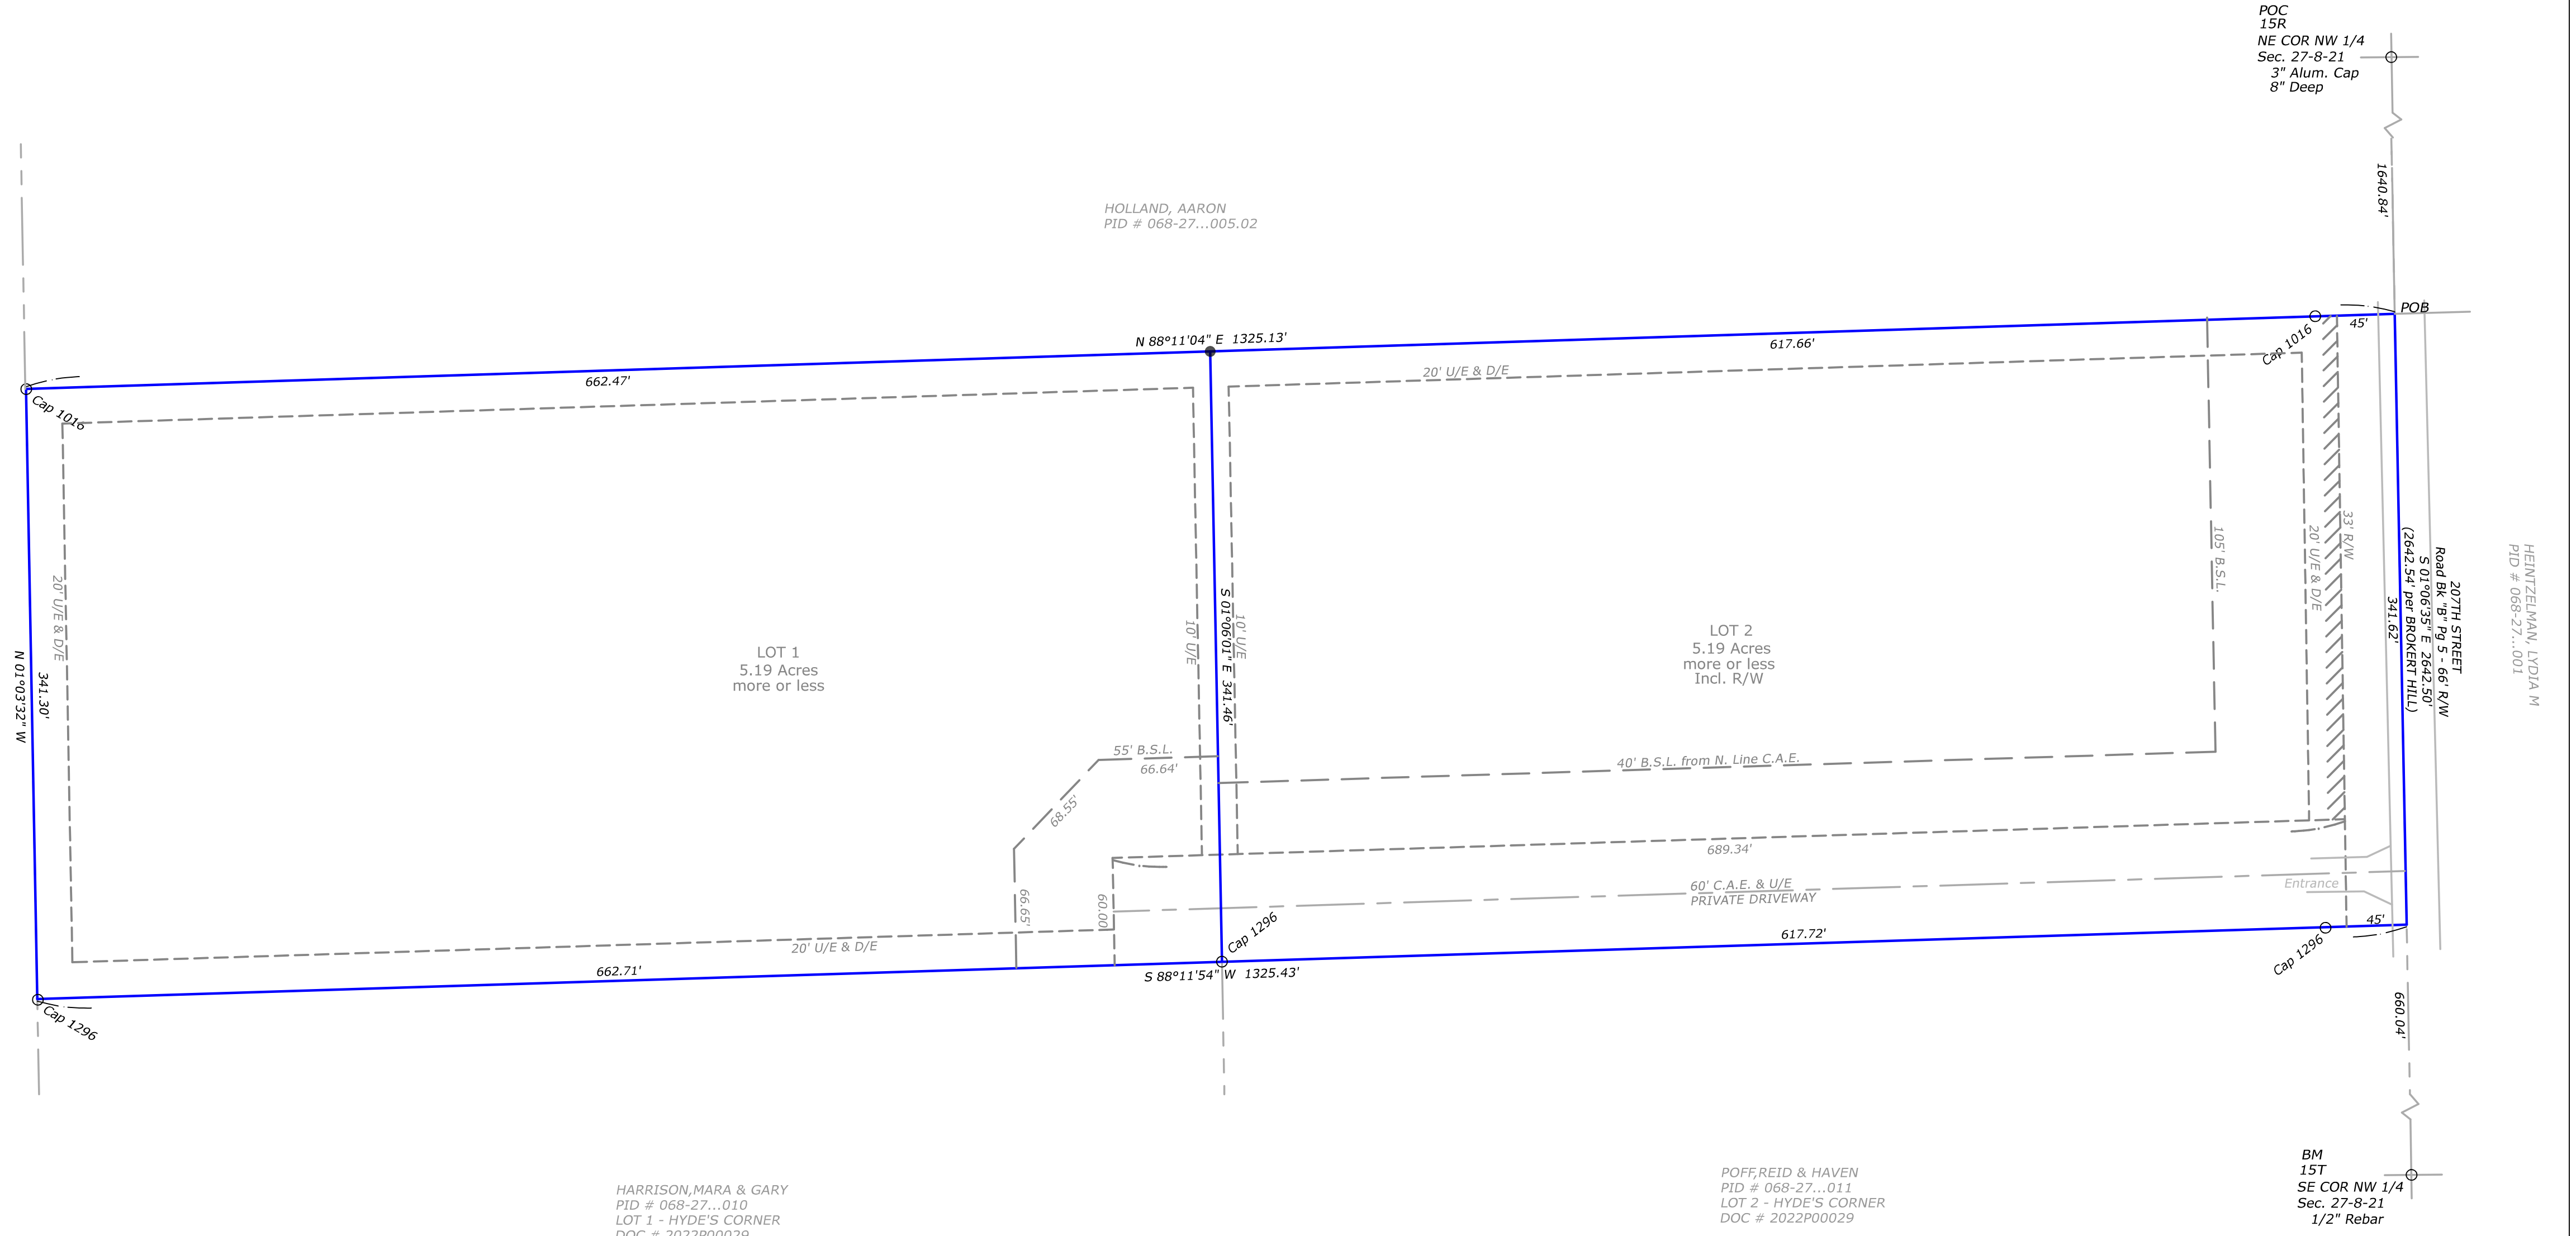 POC
15R
NE COR NW 1/4
Sec. 27-8-21
3" Alum. Cap
8" Deep
1640.84'
HOLLAND, AARON
PID # 068-27...005.02
POB
45'
Cap 1016
N 88°11'04" E 1325.13'
617.66'
662.47'
20' U/E & D/E
Cap 1016
20' U/E & D/E
N 01°03'32" W
341.30'
LOT 1
5.19 Acres
more or less
10' U/E
S 01°06'01" E 341.46'
10' U/E
LOT 2
5.19 Acres
more or less
Incl. R/W
105' B.S.L.
20' U/E & D/E
33' R/W
341.62'
207TH STREET
Road Bk "B" Pg 5 - 66' R/W
S 01°06'35" E 2642.50'
(2642.54' per BROKERT HILL)
HEINTZELMAN, LYDIA M
PID # 068-27...001
55' B.S.L.
66.64'
40' B.S.L. from N. Line C.A.E.
68.55'
689.34'
66.65'
60.00'
60' C.A.E. & U/E
PRIVATE DRIVEWAY
Entrance
20' U/E & D/E
Cap 1296
45'
617.72'
Cap 1296
662.71'
S 88°11'54" W 1325.43'
Cap 1296
660.04'
HARRISON,MARA & GARY
PID # 068-27...010
LOT 1 - HYDE'S CORNER
DOC # 2022P00029
POFF,REID & HAVEN
PID # 068-27...011
LOT 2 - HYDE'S CORNER
DOC # 2022P00029
BM
15T
SE COR NW 1/4
Sec. 27-8-21
1/2" Rebar